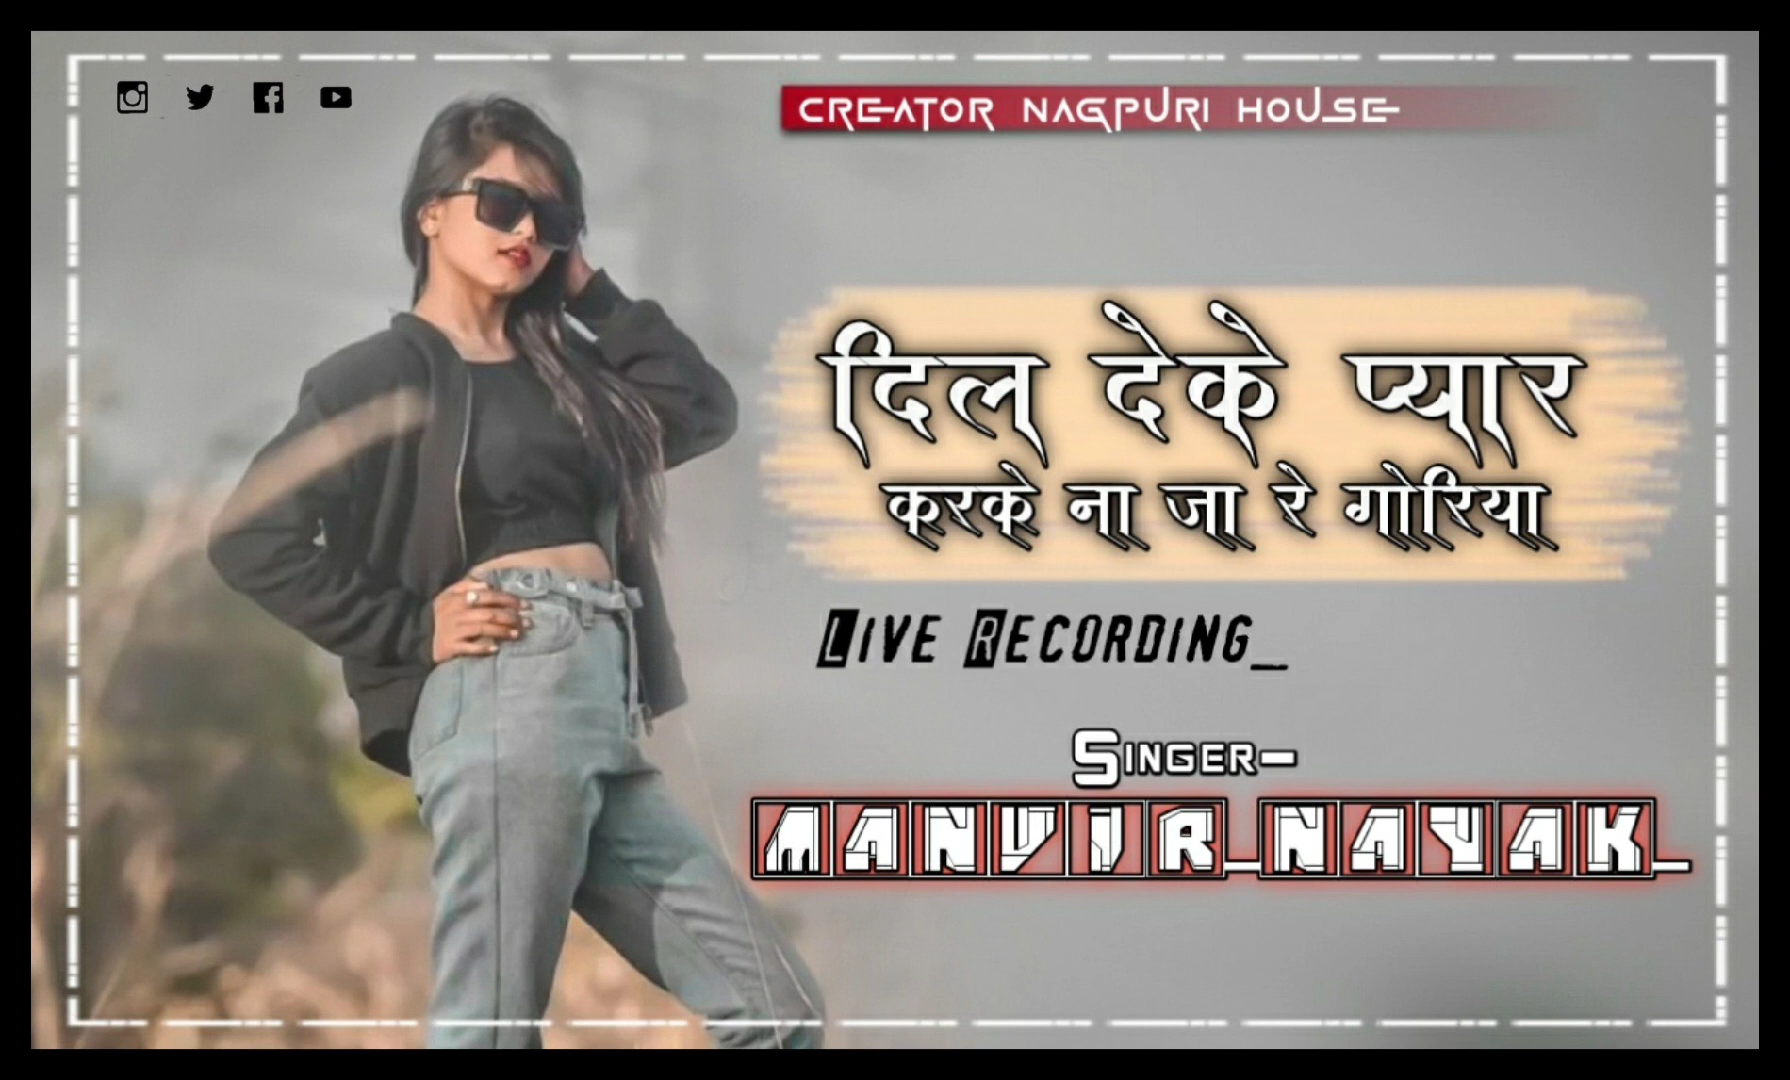 CREATOR NAGPURI HOUSE
दिल देके प्यार
करके ना जा रे गोरिया
LIVE RECORDING_
SINGER-
MANVIR_NAYAK_